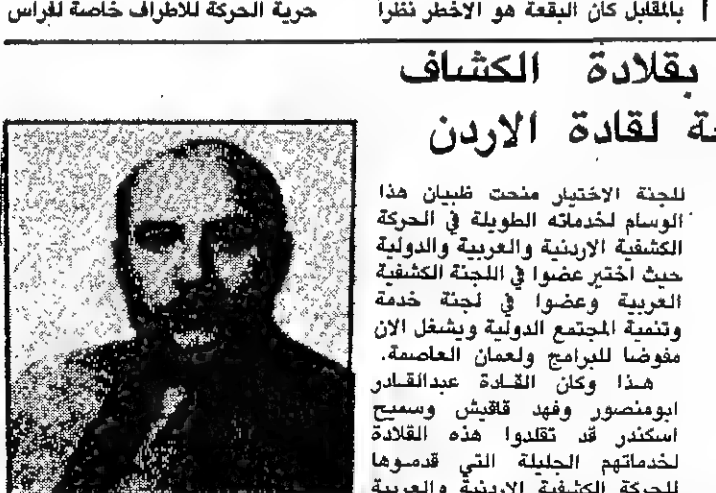 بالمقابل كان البقعة هو الاخطر نظرا
حرية الحركة للاطراف خاصة لفراس
بقلادة الكشاف
لقادة الاردن
للجنة الاختيار منحت ظبيان هذا
الوسام لخدماته الطويلة في الحركة
الكشفية الاردنية والعربية والدولية
حيث اختير عضوا في اللجنة الكشفية
العربية وعضوا في لجنة خدمة
وتنمية المجتمع الدولية ويشغل الان
مفوضا للبرامج ولعمان العاصمة.
هذا وكان القادة عبدالقادر
ابومنصور وفهد قاقيش وسميح
اسكندر قد تقلدوا هذه القلادة
لخدماتهم الجليلة التي قدموها
للحركة الكشفية الاردنية والعربية